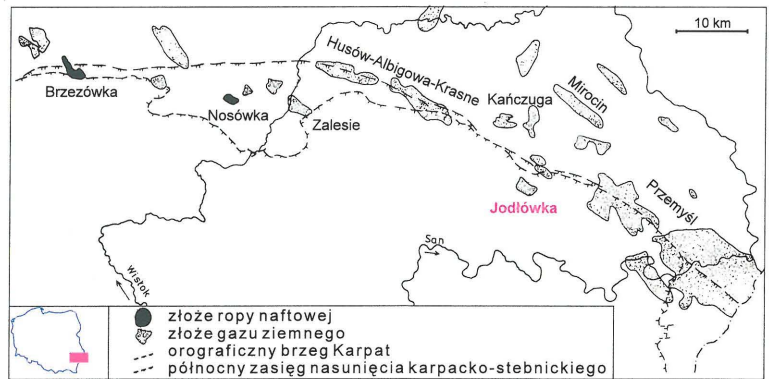 10 km
Husów-Albigowa-Krasne
Brzezówka
Nosówka
Zalesie
Kańczuga
Mirocin
Jodłówka
Przemyśl
San
Wisłok
złoże ropy naftowej
złoże gazu ziemnego
orograficzny brzeg Karpat
północny zasięg nasunięcia karpacko-stebnickiego